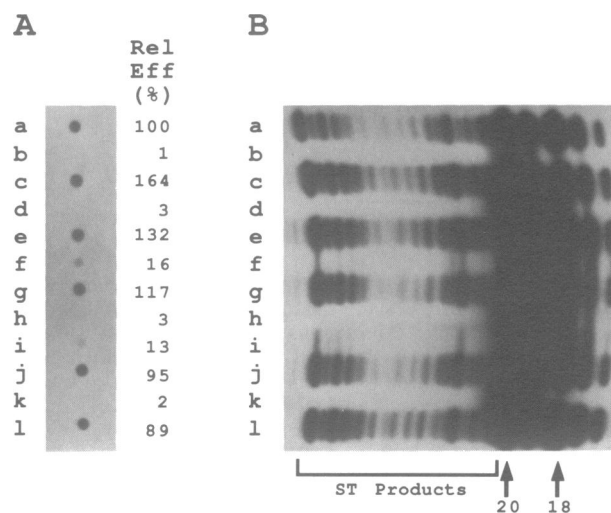 A
B
Rel
Eff
(%)
a 100 a
b 1 b
c 164 c
d 3 d
e 132 e
f 16 f
g 117 g
h 3 h
i 13 i
j 95 j
k 2 k
l 89 l
ST Products
20 18